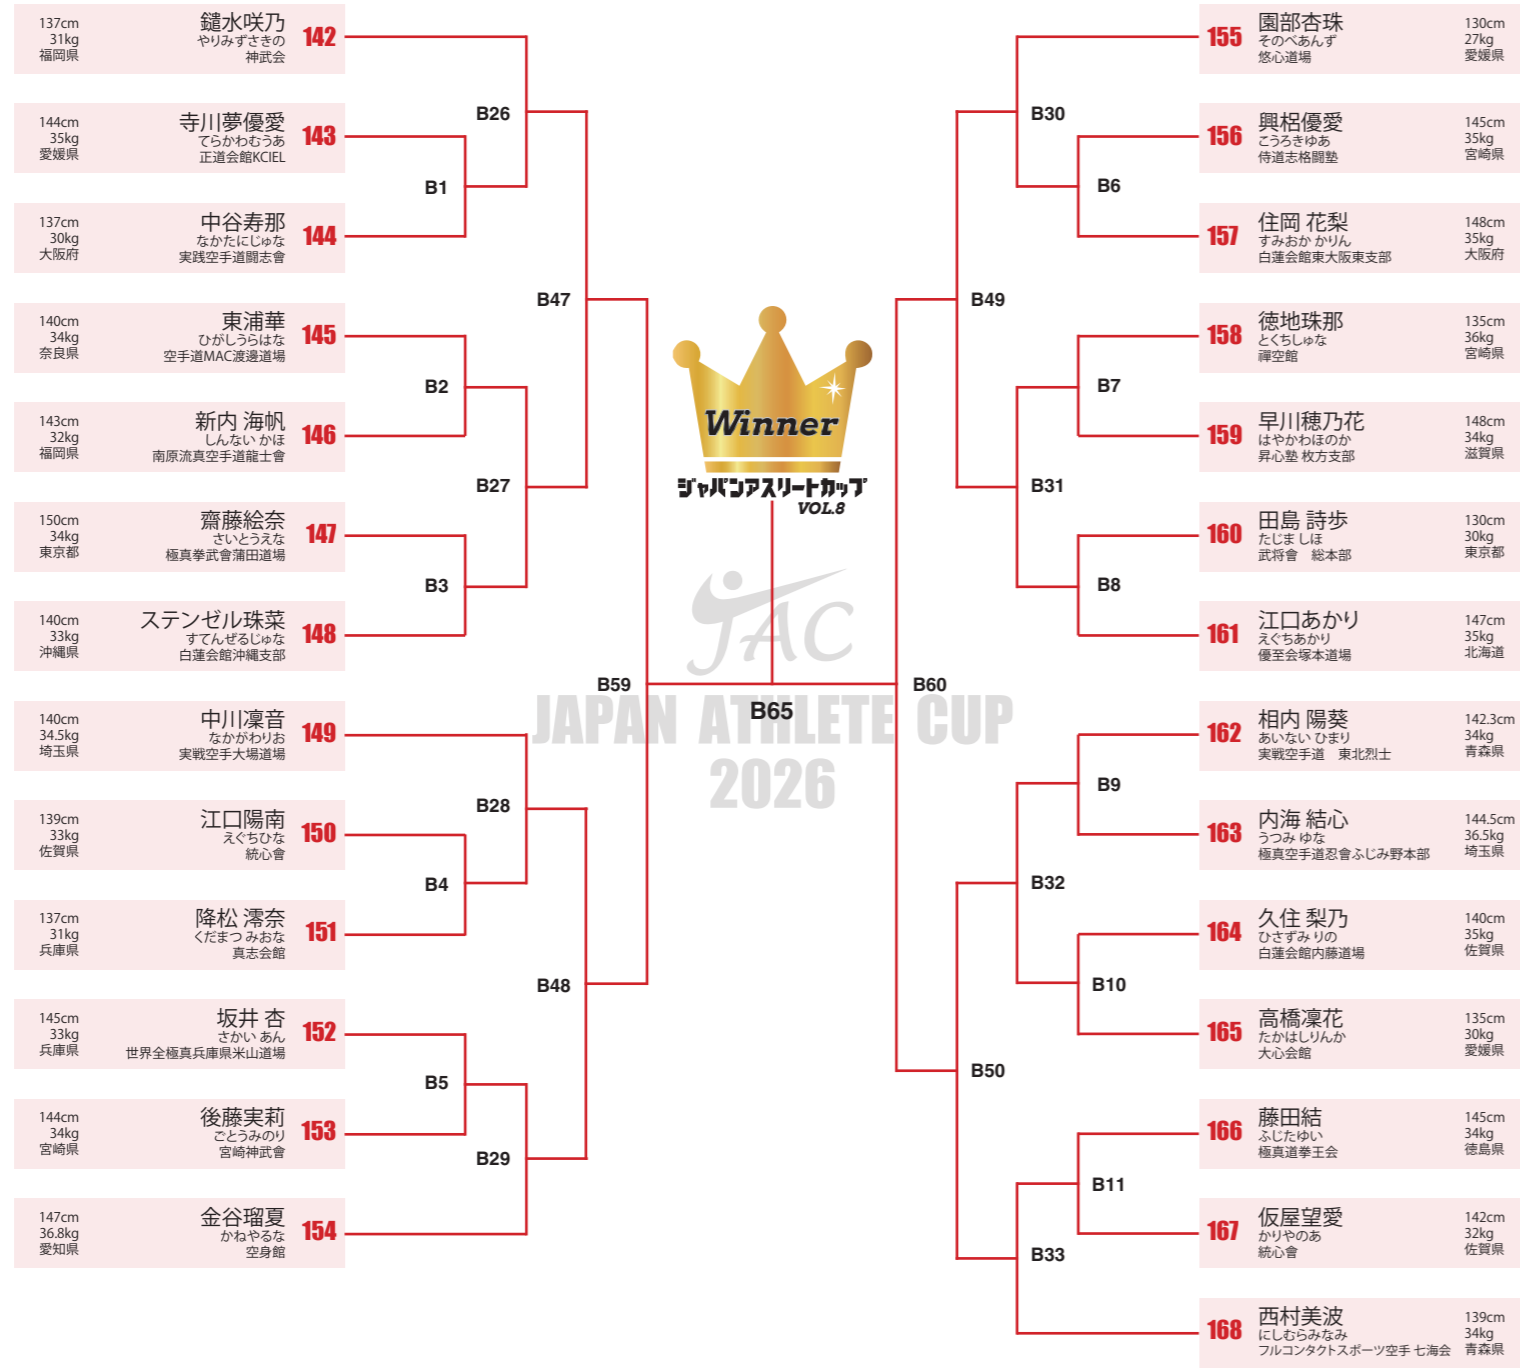 137cm
31kg
福岡県
鑓水咲乃
やりみずさきの
神武会
142
144cm
35kg
愛媛県
寺川夢優愛
てらかわむうあ
正道会館KCIEL
143
137cm
30kg
大阪府
中谷寿那
なかたにじゅな
実践空手道闘志會
144
140cm
34kg
奈良県
東浦華
ひがしうらはな
空手道MAC渡邊道場
145
143cm
32kg
福岡県
新内 海帆
しんない かほ
南原流真空手道龍士會
146
150cm
34kg
東京都
齋藤絵奈
さいとうえな
極真拳武會蒲田道場
147
140cm
33kg
沖縄県
ステンゼル珠菜
すてんぜるじゅな
白蓮会館沖縄支部
148
140cm
34.5kg
埼玉県
中川凜音
なかがわりお
実戦空手大場道場
149
139cm
33kg
佐賀県
江口陽南
えぐちひな
統心會
150
137cm
31kg
兵庫県
降松 澪奈
くだまつ みおな
真志会館
151
145cm
33kg
兵庫県
坂井 杏
さかい あん
世界全極真兵庫県米山道場
152
144cm
34kg
宮崎県
後藤実莉
ごとうみのり
宮崎神武會
153
147cm
36.8kg
愛知県
金谷瑠夏
かねやるな
空身館
154
B26
B1
B47
B2
B27
B3
B59
B28
B4
B48
B5
B29
Winner
ジャパンアスリートカップ
VOL.8
JAC
B65
JAPAN ATHLETE CUP
2026
B30
B6
B49
B7
B31
B8
B60
B9
B32
B10
B50
B11
B33
155
園部杏珠
そのべあんず
悠心道場
130cm
27kg
愛媛県
156
興梠優愛
こうろきゆあ
侍道志格闘塾
145cm
35kg
宮崎県
157
住岡 花梨
すみおか かりん
白蓮会館東大阪東支部
148cm
35kg
大阪府
158
徳地珠那
とくちしゅな
禪空館
135cm
36kg
宮崎県
159
早川穂乃花
はやかわほのか
昇心塾 枚方支部
148cm
34kg
滋賀県
160
田島 詩歩
たじま しほ
武将會　総本部
130cm
30kg
東京都
161
江口あかり
えぐちあかり
優至会塚本道場
147cm
35kg
北海道
162
相内 陽葵
あいない ひまり
実戦空手道　東北烈士
142.3cm
34kg
青森県
163
内海 結心
うつみ ゆな
極真空手道忍會ふじみ野本部
144.5cm
36.5kg
埼玉県
164
久住 梨乃
ひさずみ りの
白蓮会館内藤道場
140cm
35kg
佐賀県
165
高橋凜花
たかはしりんか
大心会館
135cm
30kg
愛媛県
166
藤田結
ふじたゆい
極真道拳王会
145cm
34kg
徳島県
167
仮屋望愛
かりやのあ
統心會
142cm
32kg
佐賀県
168
西村美波
にしむらみなみ
フルコンタクトスポーツ空手 七海会
139cm
34kg
青森県